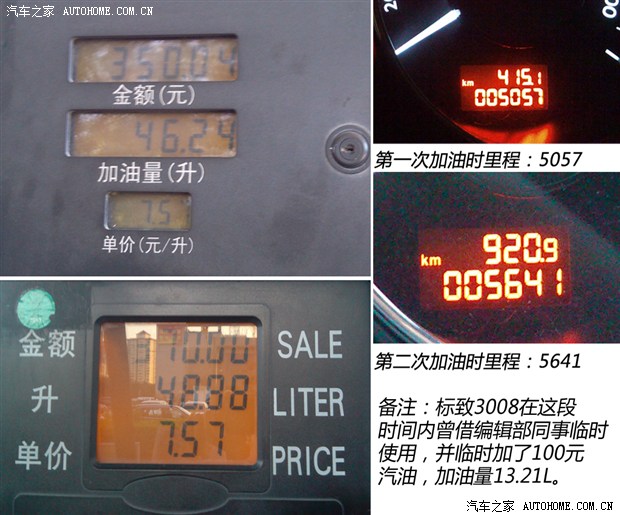 汽车之家 AUTOHOME.COM.CN
350.04
金额(元)
46.24
加油量(升)
7.5
单价(元/升)
金额 SALE
升 48.88 LITER
单价 7.57 PRICE
km 415.1
005057
第一次加油时里程：5057
km 920.9
005641
第二次加油时里程：5641
备注：标致3008在这段
时间内曾借编辑部同事临时
使用，并临时加了100元
汽油，加油量13.21L。
汽车之家 AUTOHOME.COM.CN